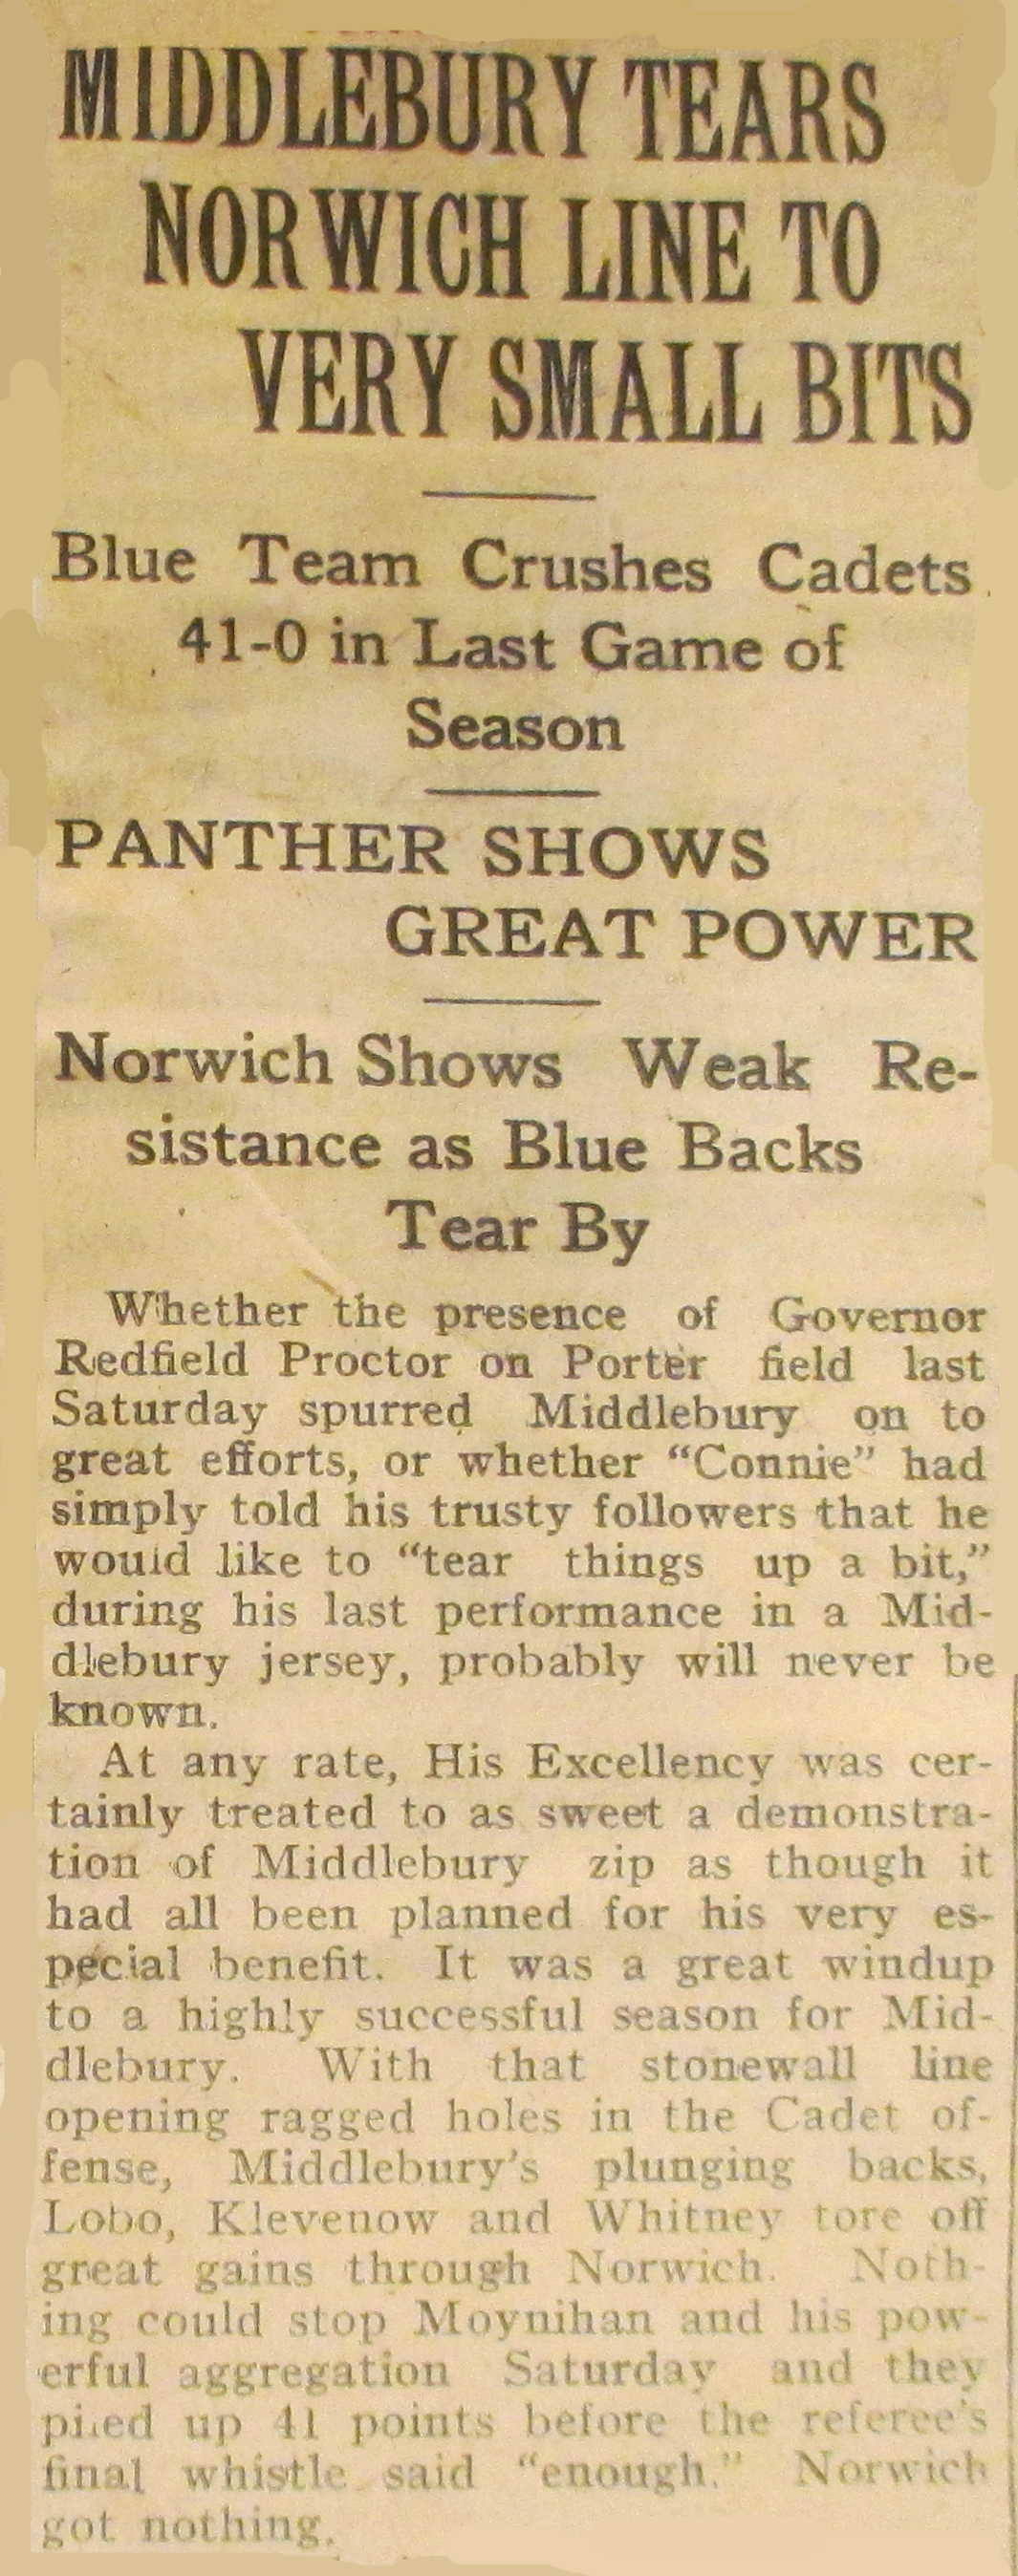 MIDDLEBURY TEARS
NORWICH LINE TO
VERY SMALL BITS
Blue Team Crushes Cadets
41-0 in Last Game of
Season
PANTHER SHOWS
GREAT POWER
Norwich Shows Weak Re-
sistance as Blue Backs
Tear By
Whether the presence of Governor
Redfield Proctor on Porter field last
Saturday spurred Middlebury on to
great efforts, or whether "Connie" had
simply told his trusty followers that he
would like to "tear things up a bit,"
during his last performance in a Mid-
dlebury jersey, probably will never be
known.
At any rate, His Excellency was cer-
tainly treated to as sweet a demonstra-
tion of Middlebury zip as though it
had all been planned for his very es-
pecial benefit. It was a great windup
to a highly successful season for Mid-
dlebury. With that stonewall line
opening ragged holes in the Cadet of-
fense, Middlebury's plunging backs,
Lobo, Klevenow and Whitney tore off
great gains through Norwich. Noth-
ing could stop Moynihan and his pow-
erful aggregation Saturday and they
piled up 41 points before the referee's
final whistle said "enough." Norwich
got nothing.